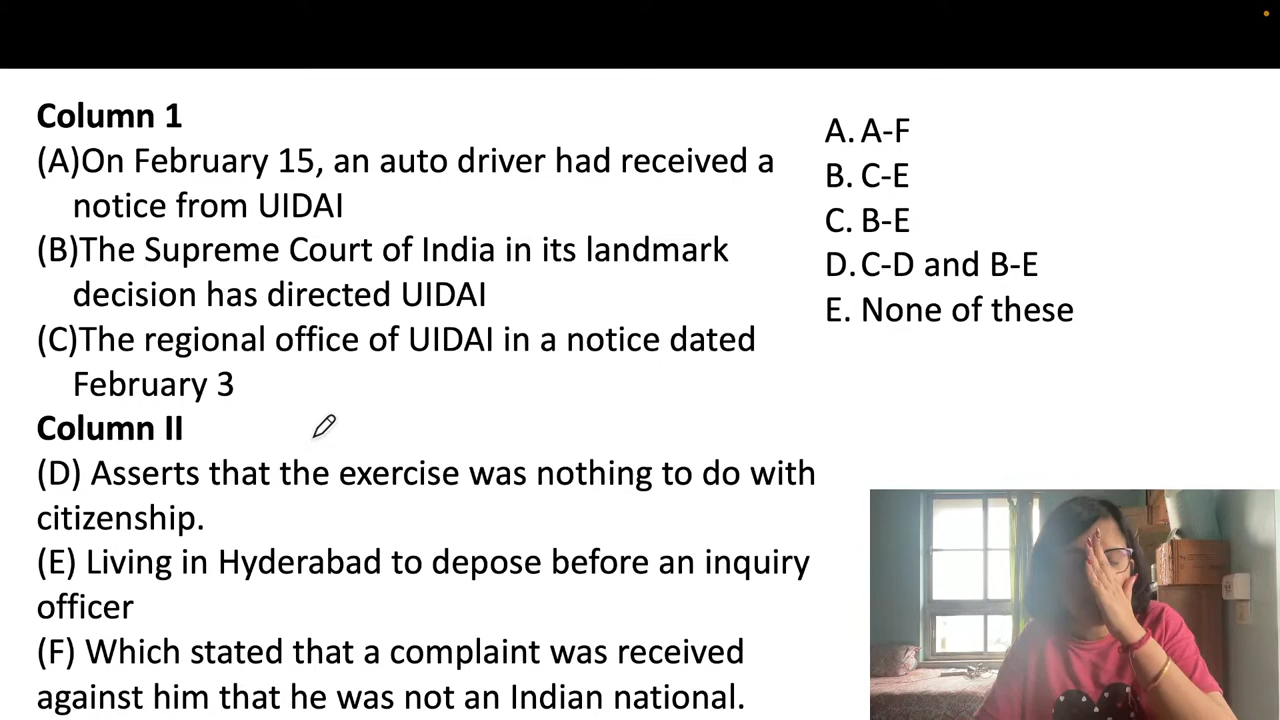 Column 1
(A)On February 15, an auto driver had received a
notice from UIDAI
(B)The Supreme Court of India in its landmark
decision has directed UIDAI
(C)The regional office of UIDAI in a notice dated
February 3
Column II
(D) Asserts that the exercise was nothing to do with
citizenship.
(E) Living in Hyderabad to depose before an inquiry
officer
(F) Which stated that a complaint was received
against him that he was not an Indian national.
A. A-F
B. C-E
C. B-E
D. C-D and B-E
E. None of these